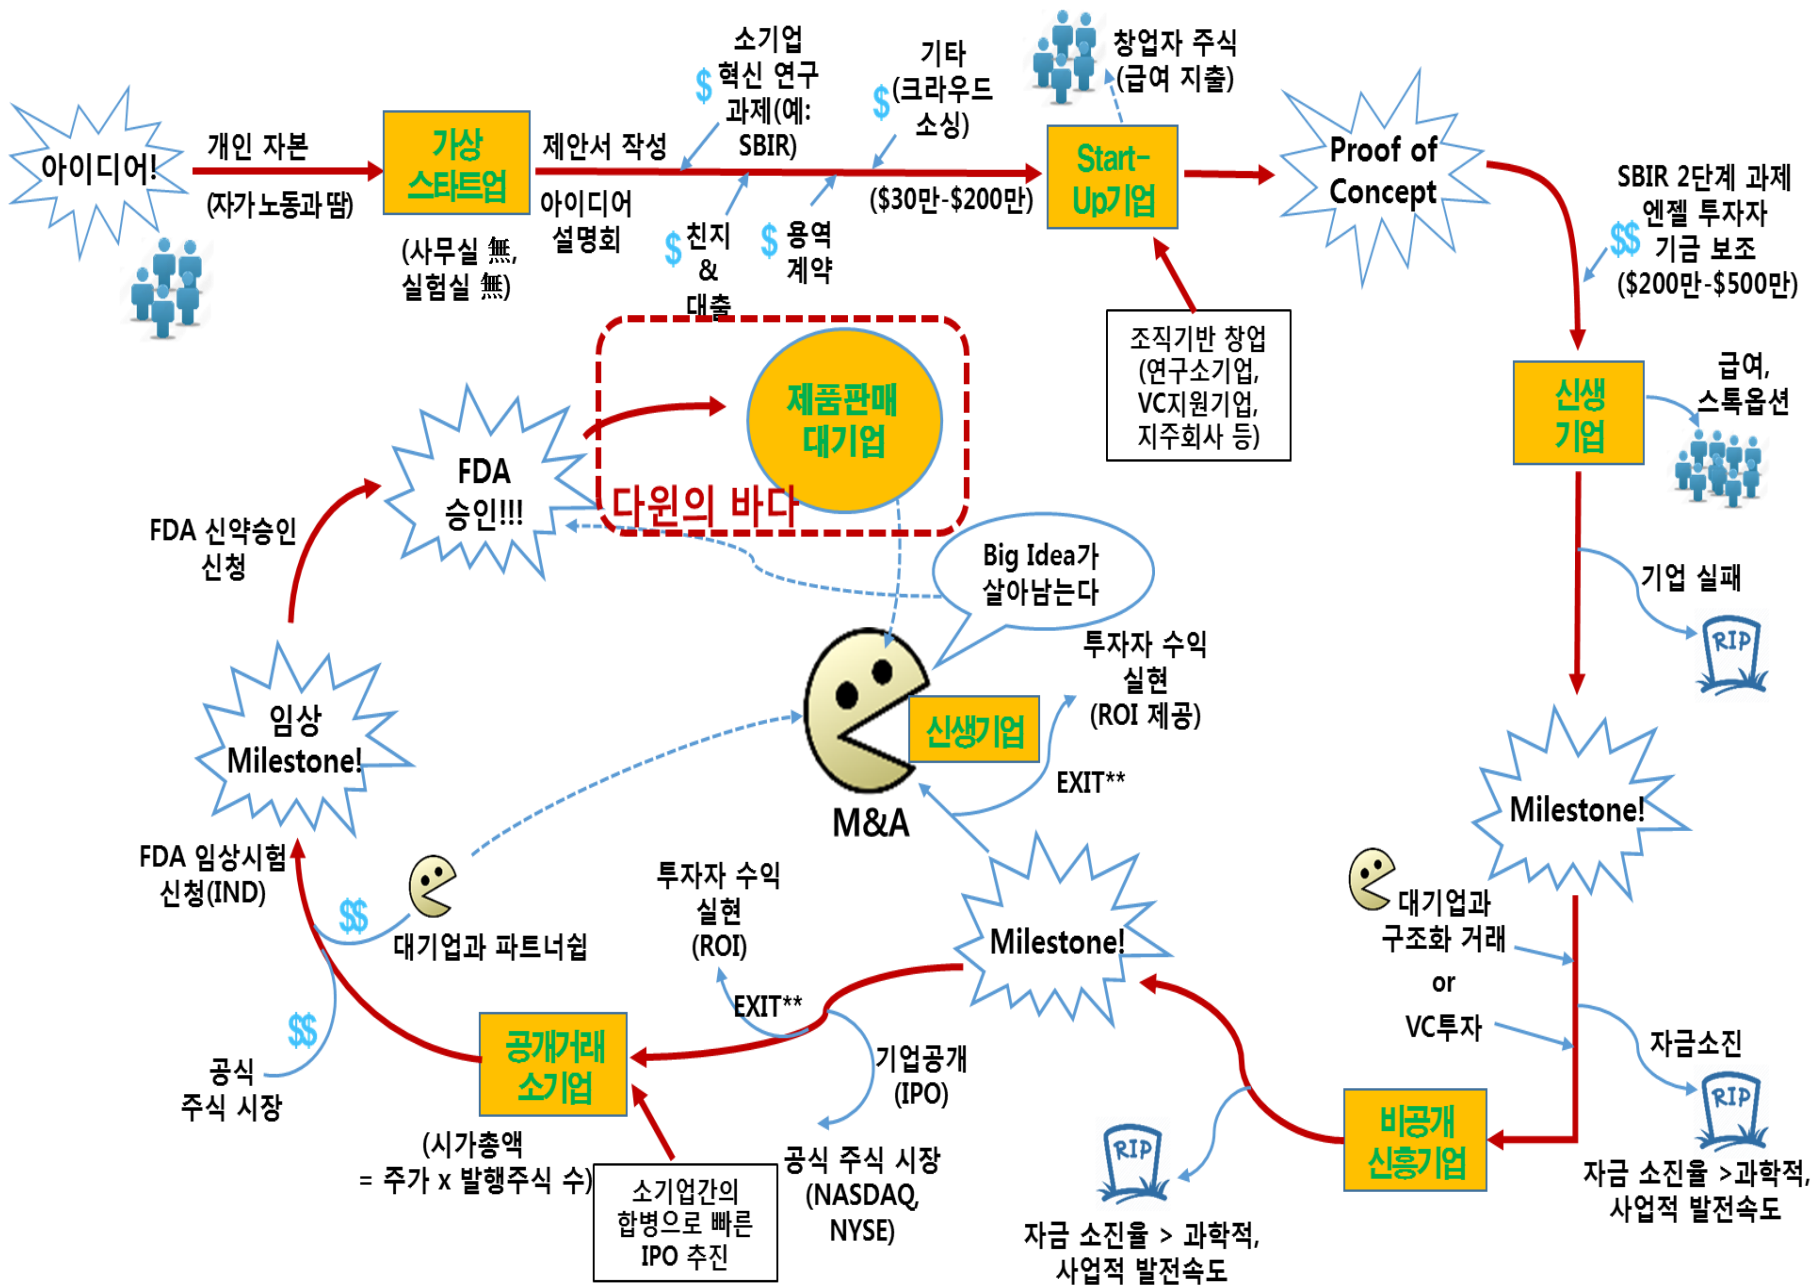 아이디어!
개인 자본
(자가 노동과 땀)
가상
스타트업
(사무실 無,
실험실 無)
제안서 작성
아이디어
설명회
$
소기업
혁신 연구
과제(예:
SBIR)
$
친지
&
대출
$
용역
계약
$
기타
(크라우드
소싱)
($30만-$200만)
창업자 주식
(급여 지출)
Start-
Up기업
조직기반 창업
(연구소기업,
VC지원기업,
지주회사 등)
Proof of
Concept
SBIR 2단계 과제
엔젤 투자자
$$
기금 보조
($200만-$500만)
신생
기업
급여,
스톡옵션
기업 실패
RIP
Milestone!
대기업과
구조화 거래
or
VC투자
자금소진
RIP
자금 소진율 >과학적,
사업적 발전속도
비공개
신흥기업
RIP
자금 소진율 > 과학적,
사업적 발전속도
Milestone!
EXIT**
투자자 수익
실현
(ROI 제공)
신생기업
M&A
Big Idea가
살아남는다
투자자 수익
실현
(ROI)
EXIT**
기업공개
(IPO)
공식 주식 시장
(NASDAQ,
NYSE)
공개거래
소기업
(시가총액
= 주가 x 발행주식 수)
소기업간의
합병으로 빠른
IPO 추진
$$
공식
주식 시장
$$
대기업과 파트너쉽
FDA 임상시험
신청(IND)
임상
Milestone!
FDA 신약승인
신청
FDA
승인!!!
제품판매
대기업
다윈의 바다